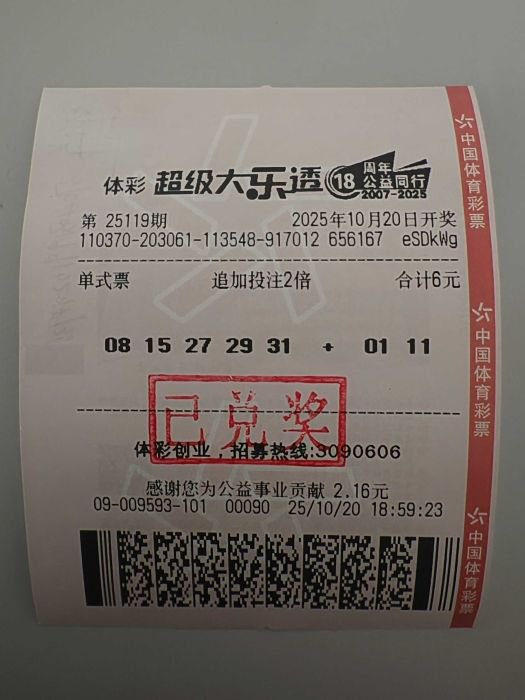 体彩 超级大乐透 18 周年 公益同行 2007-2025
第 25119期 2025年10月20日开奖
110370-203061-113548-917012 656167 eSDkWg
单式票 追加投注2倍 合计6元
08 15 27 29 31 + 01 11
已兑奖
体彩创业，招募热线:3090606
感谢您为公益事业贡献 2.16元
09-009593-101 00090 25/10/20 18:59:23
中国体育彩票
中国体育彩票
中国体育彩票